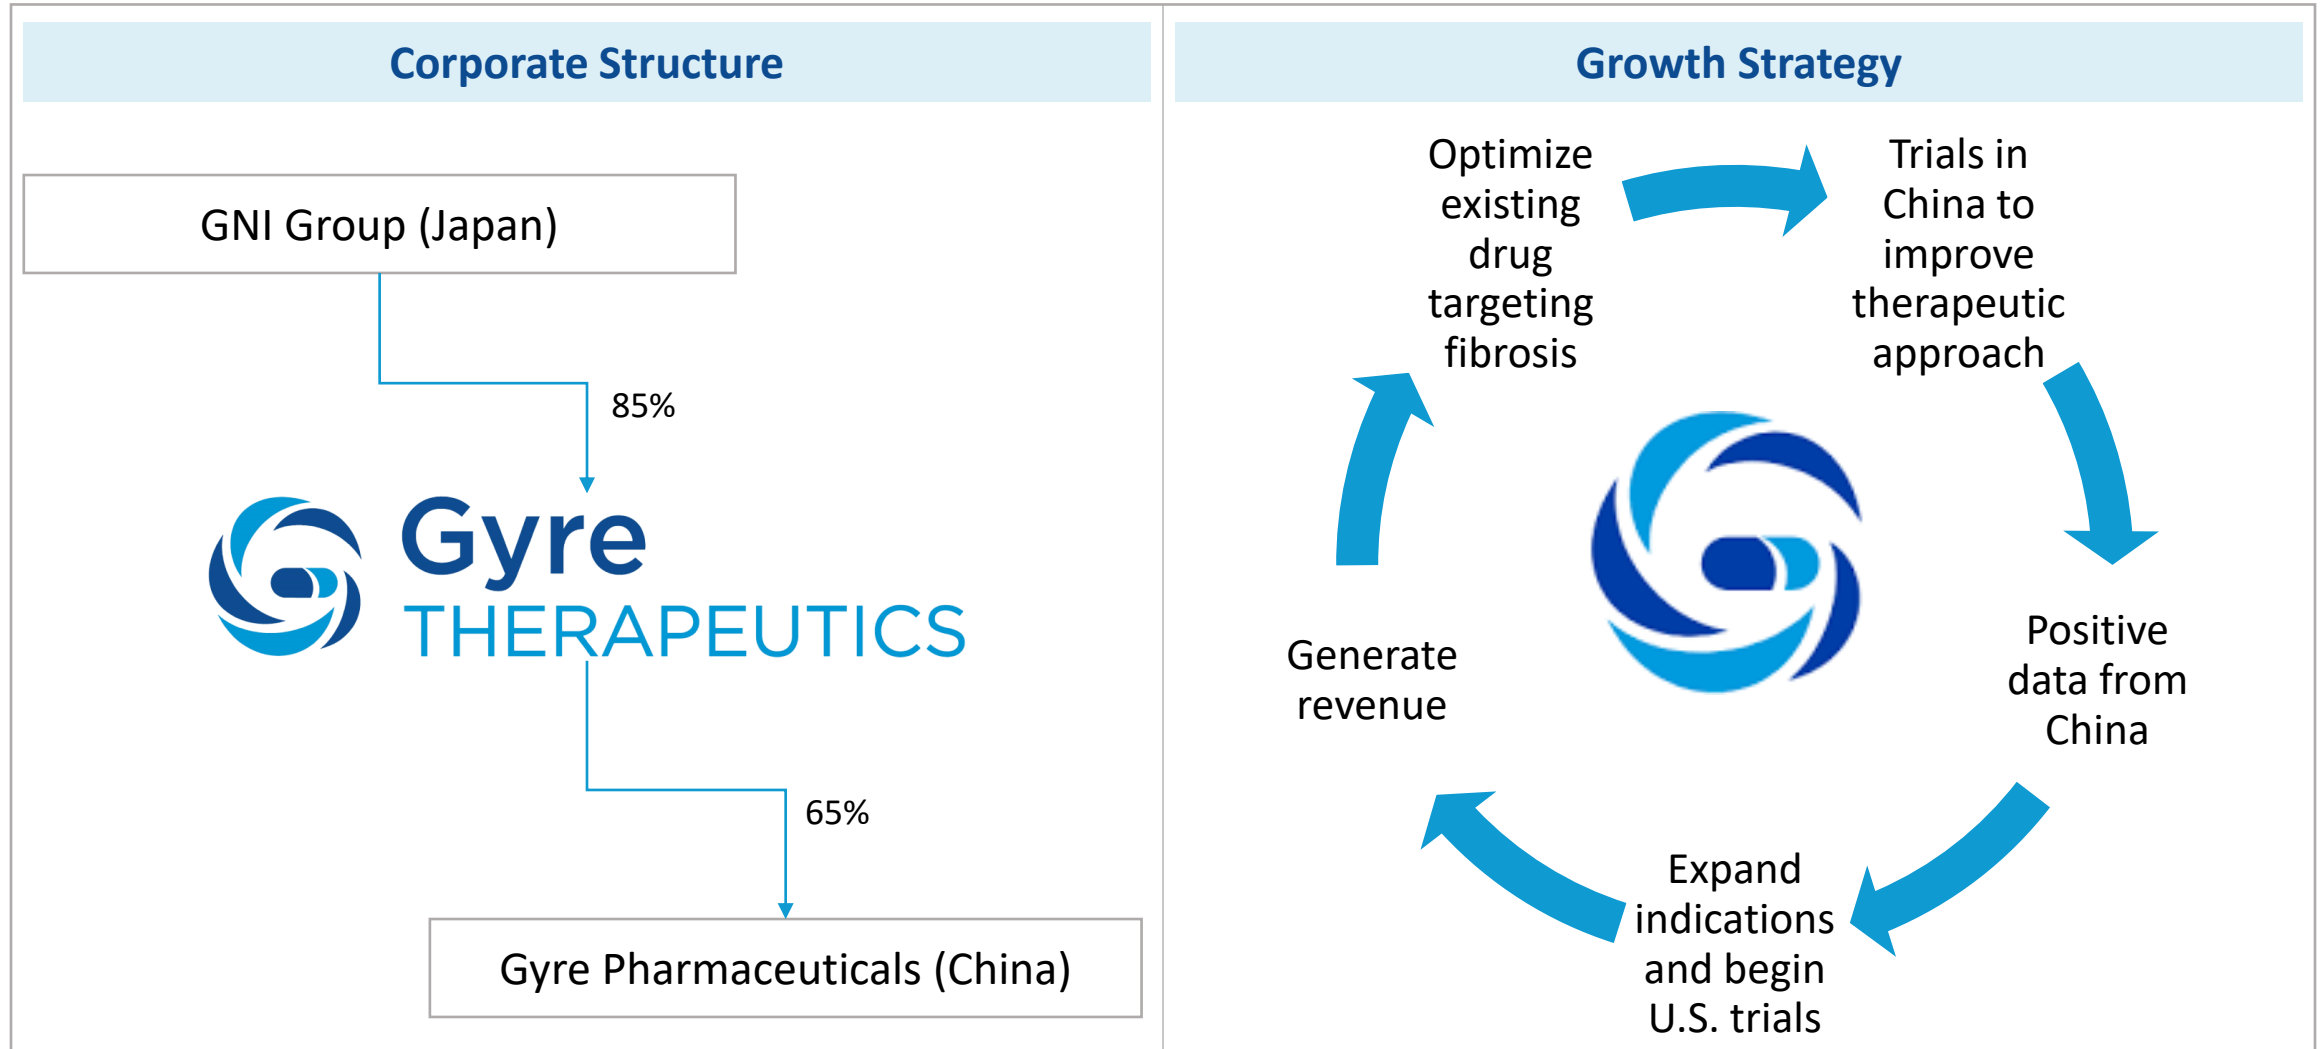 Corporate Structure
GNI Group (Japan)
85%
Gyre
THERAPEUTICS
65%
Gyre Pharmaceuticals (China)
Growth Strategy
Optimize
existing
drug
targeting
fibrosis
Trials in
China to
improve
therapeutic
approach
Positive
data from
China
Expand
indications
and begin
U.S. trials
Generate
revenue